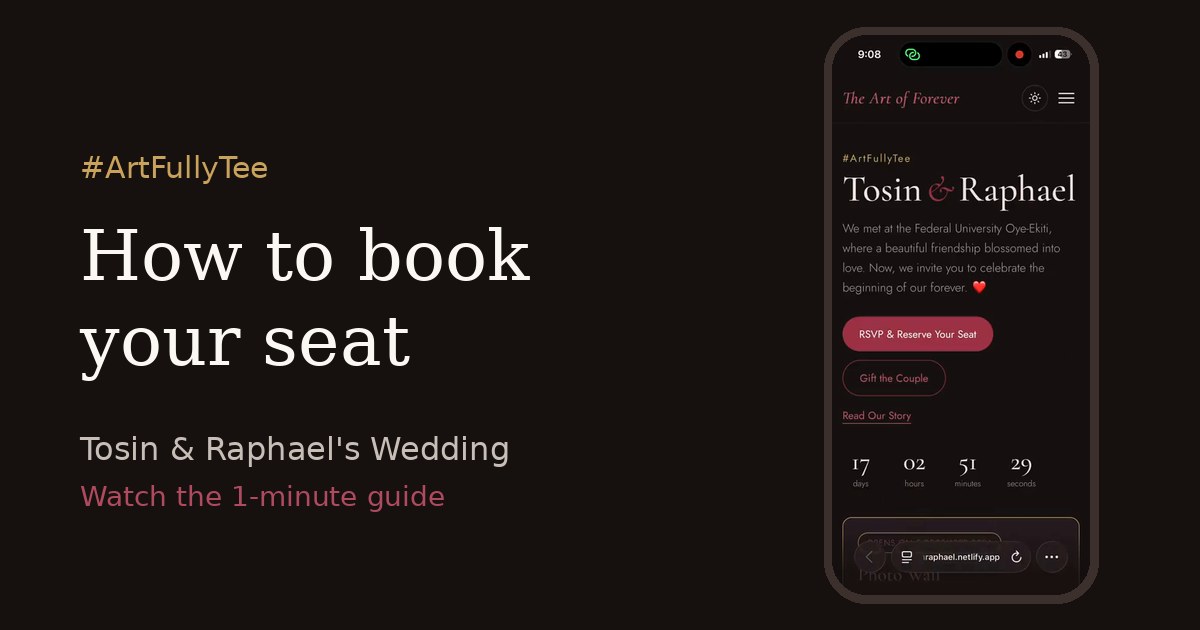 #ArtFullyTee
How to book
your seat
Tosin & Raphael's Wedding
Watch the 1-minute guide
9:08
43
The Art of Forever
#ArtFullyTee
Tosin & Raphael
We met at the Federal University Oye-Ekiti,
where a beautiful friendship blossomed into
love. Now, we invite you to celebrate the
beginning of our forever. ❤️
RSVP & Reserve Your Seat
Gift the Couple
Read Our Story
17 02 51 29
days hours minutes seconds
raphael.netlify.app
Photo Wall